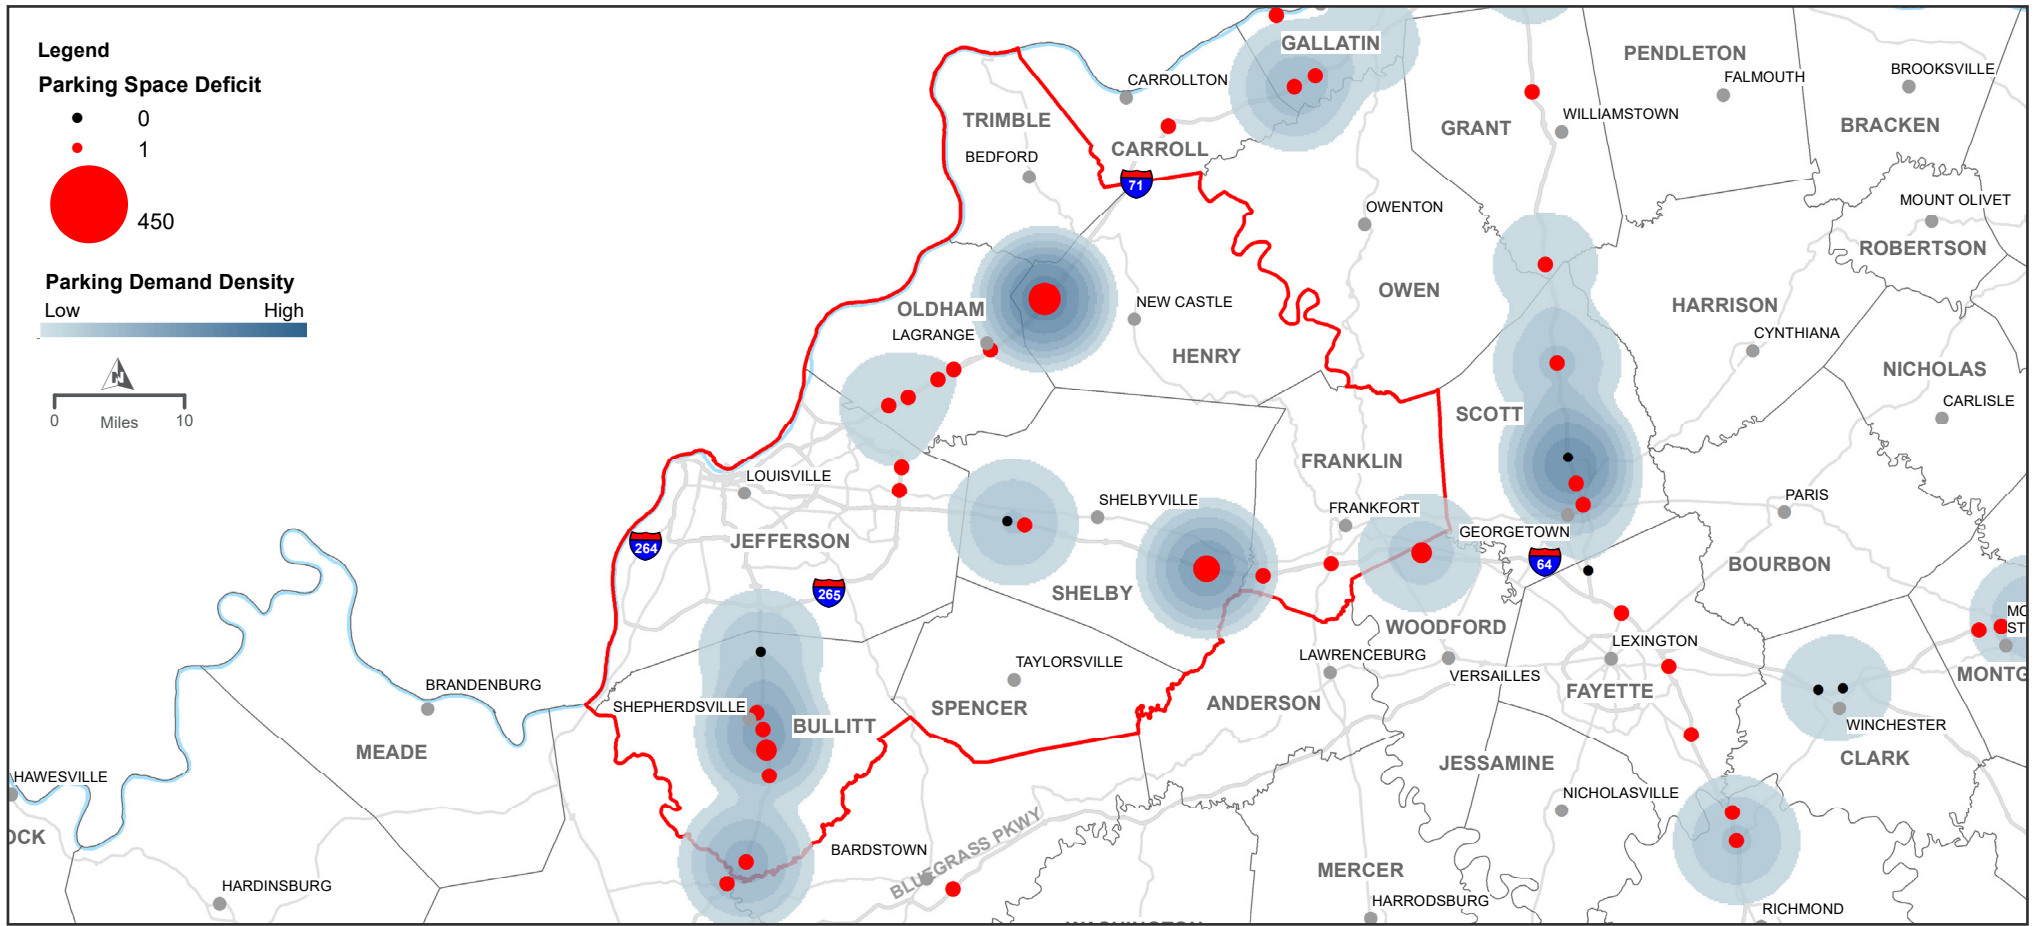 Legend
Parking Space Deficit
0
1
450
Parking Demand Density
Low High
N
0 Miles 10
GALLATIN
PENDLETON
CARROLLTON
FALMOUTH
BROOKSVILLE
TRIMBLE
GRANT
WILLIAMSTOWN
BRACKEN
CARROLL
BEDFORD
71
MOUNT OLIVET
OWENTON
ROBERTSON
OWEN
NEW CASTLE
HARRISON
OLDHAM
LAGRANGE
CYNTHIANA
HENRY
NICHOLAS
CARLISLE
SCOTT
FRANKLIN
LOUISVILLE
SHELBYVILLE
PARIS
FRANKFORT
GEORGETOWN
JEFFERSON
264
64
BOURBON
265
SHELBY
MO
ST
WOODFORD
LEXINGTON
LAWRENCEBURG
TAYLORSVILLE
VERSAILLES
MONTG
BRANDENBURG
FAYETTE
SHEPHERDSVILLE
SPENCER
ANDERSON
BULLITT
WINCHESTER
MEADE
CLARK
JESSAMINE
HAWESVILLE
NICHOLASVILLE
OCK
BARDSTOWN
BLUEGRASS PKWY
MERCER
HARDINSBURG
HARRODSBURG
RICHMOND
WASHINGTON